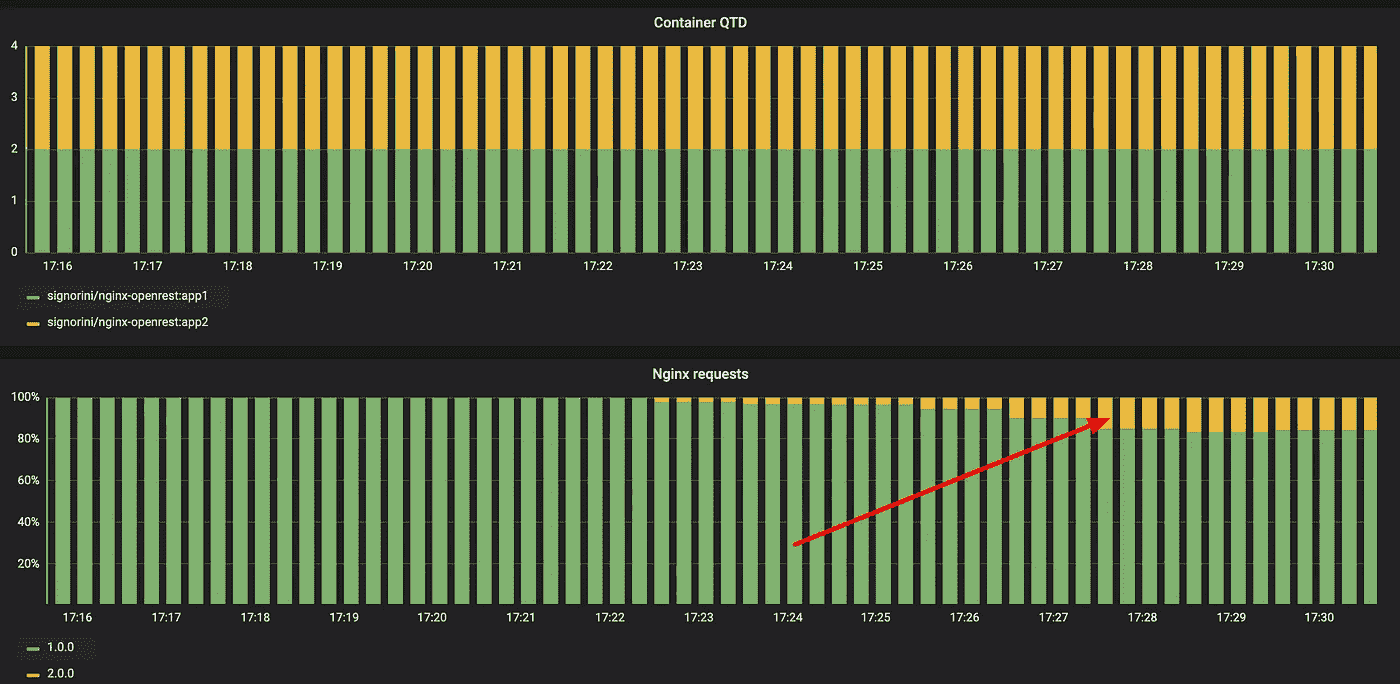 Container QTD
4
3
2
1
0
17:16 17:17 17:18 17:19 17:20 17:21 17:22 17:23 17:24 17:25 17:26 17:27 17:28 17:29 17:30
signorini/nginx-openrest:app1
signorini/nginx-openrest:app2
Nginx requests
100%
80%
60%
40%
20%
17:16 17:17 17:18 17:19 17:20 17:21 17:22 17:23 17:24 17:25 17:26 17:27 17:28 17:29 17:30
1.0.0
2.0.0